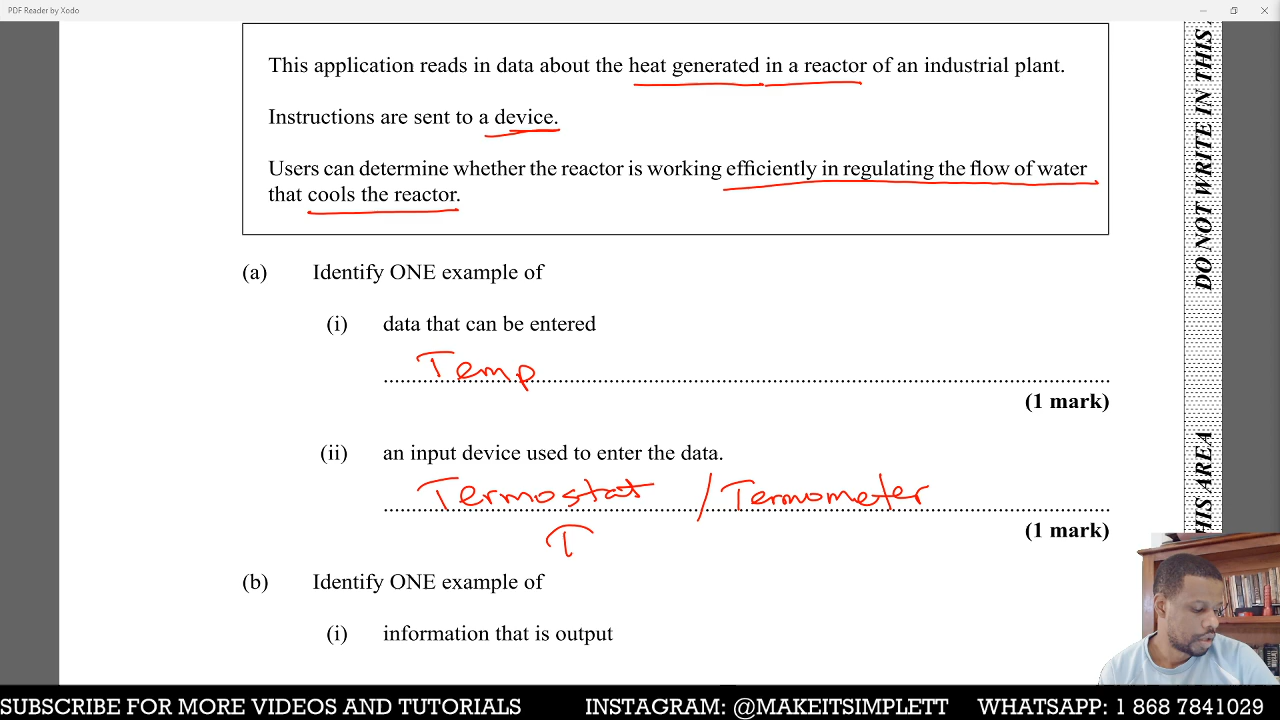 PDF Reader by Xodo
This application reads in data about the heat generated in a reactor of an industrial plant.
Instructions are sent to a device.
Users can determine whether the reactor is working efficiently in regulating the flow of water
that cools the reactor.
(a) Identify ONE example of
(i) data that can be entered
Temp
(1 mark)
(ii) an input device used to enter the data.
Termostat / Termometer
(1 mark)
T
(b) Identify ONE example of
(i) information that is output
DO NOT WRITE IN THIS
HIS AREA
SUBSCRIBE FOR MORE VIDEOS AND TUTORIALS INSTAGRAM: @MAKEITSIMPLETT WHATSAPP: 1 868 7841029